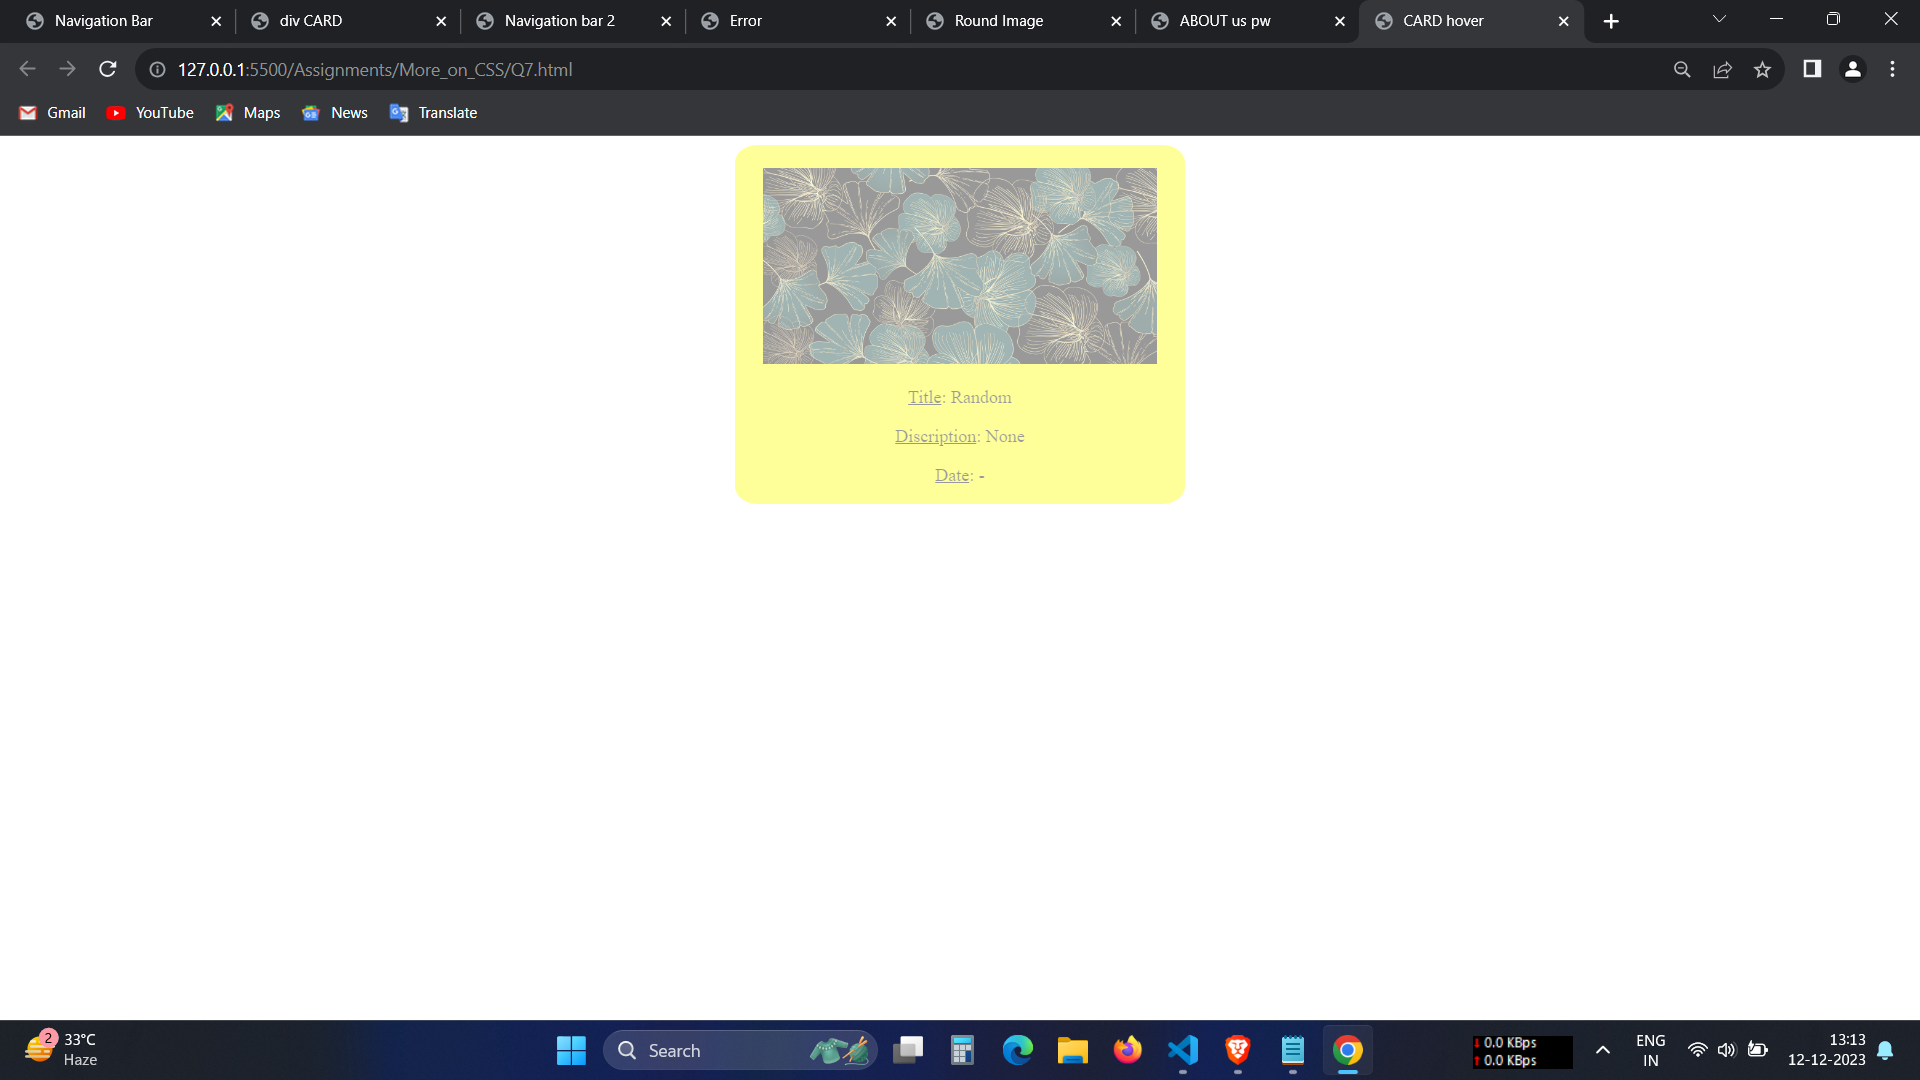 Navigation Bar
div CARD
Navigation bar 2
Error
Round Image
ABOUT us pw
CARD hover
127.0.0.1:5500/Assignments/More_on_CSS/Q7.html
Gmail
YouTube
Maps
News
Translate
Title: Random
Discription: None
Date: -
2
33°C
Haze
Search
0.0 KBps
0.0 KBps
ENG
IN
13:13
12-12-2023